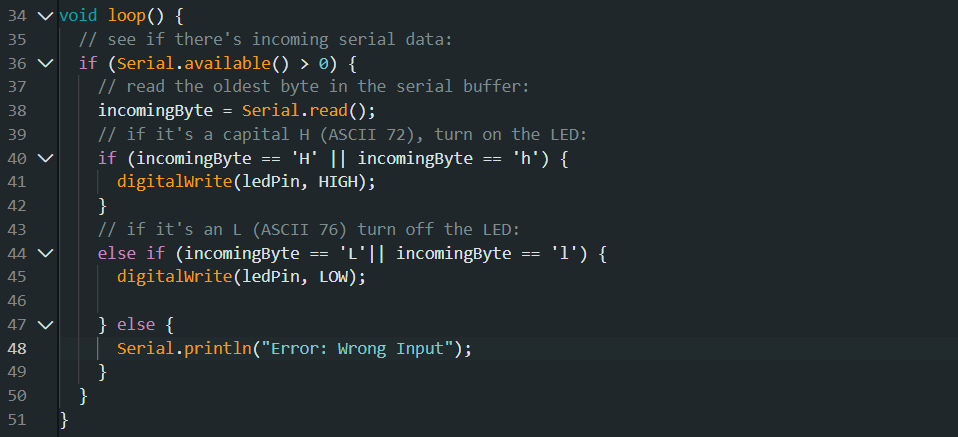 34 void loop() {
35 // see if there's incoming serial data:
36 if (Serial.available() > 0) {
37 // read the oldest byte in the serial buffer:
38 incomingByte = Serial.read();
39 // if it's a capital H (ASCII 72), turn on the LED:
40 if (incomingByte == 'H' || incomingByte == 'h') {
41 digitalWrite(ledPin, HIGH);
42 }
43 // if it's an L (ASCII 76) turn off the LED:
44 else if (incomingByte == 'L'|| incomingByte == 'l') {
45 digitalWrite(ledPin, LOW);
46
47 } else {
48 Serial.println("Error: Wrong Input");
49 }
50 }
51 }